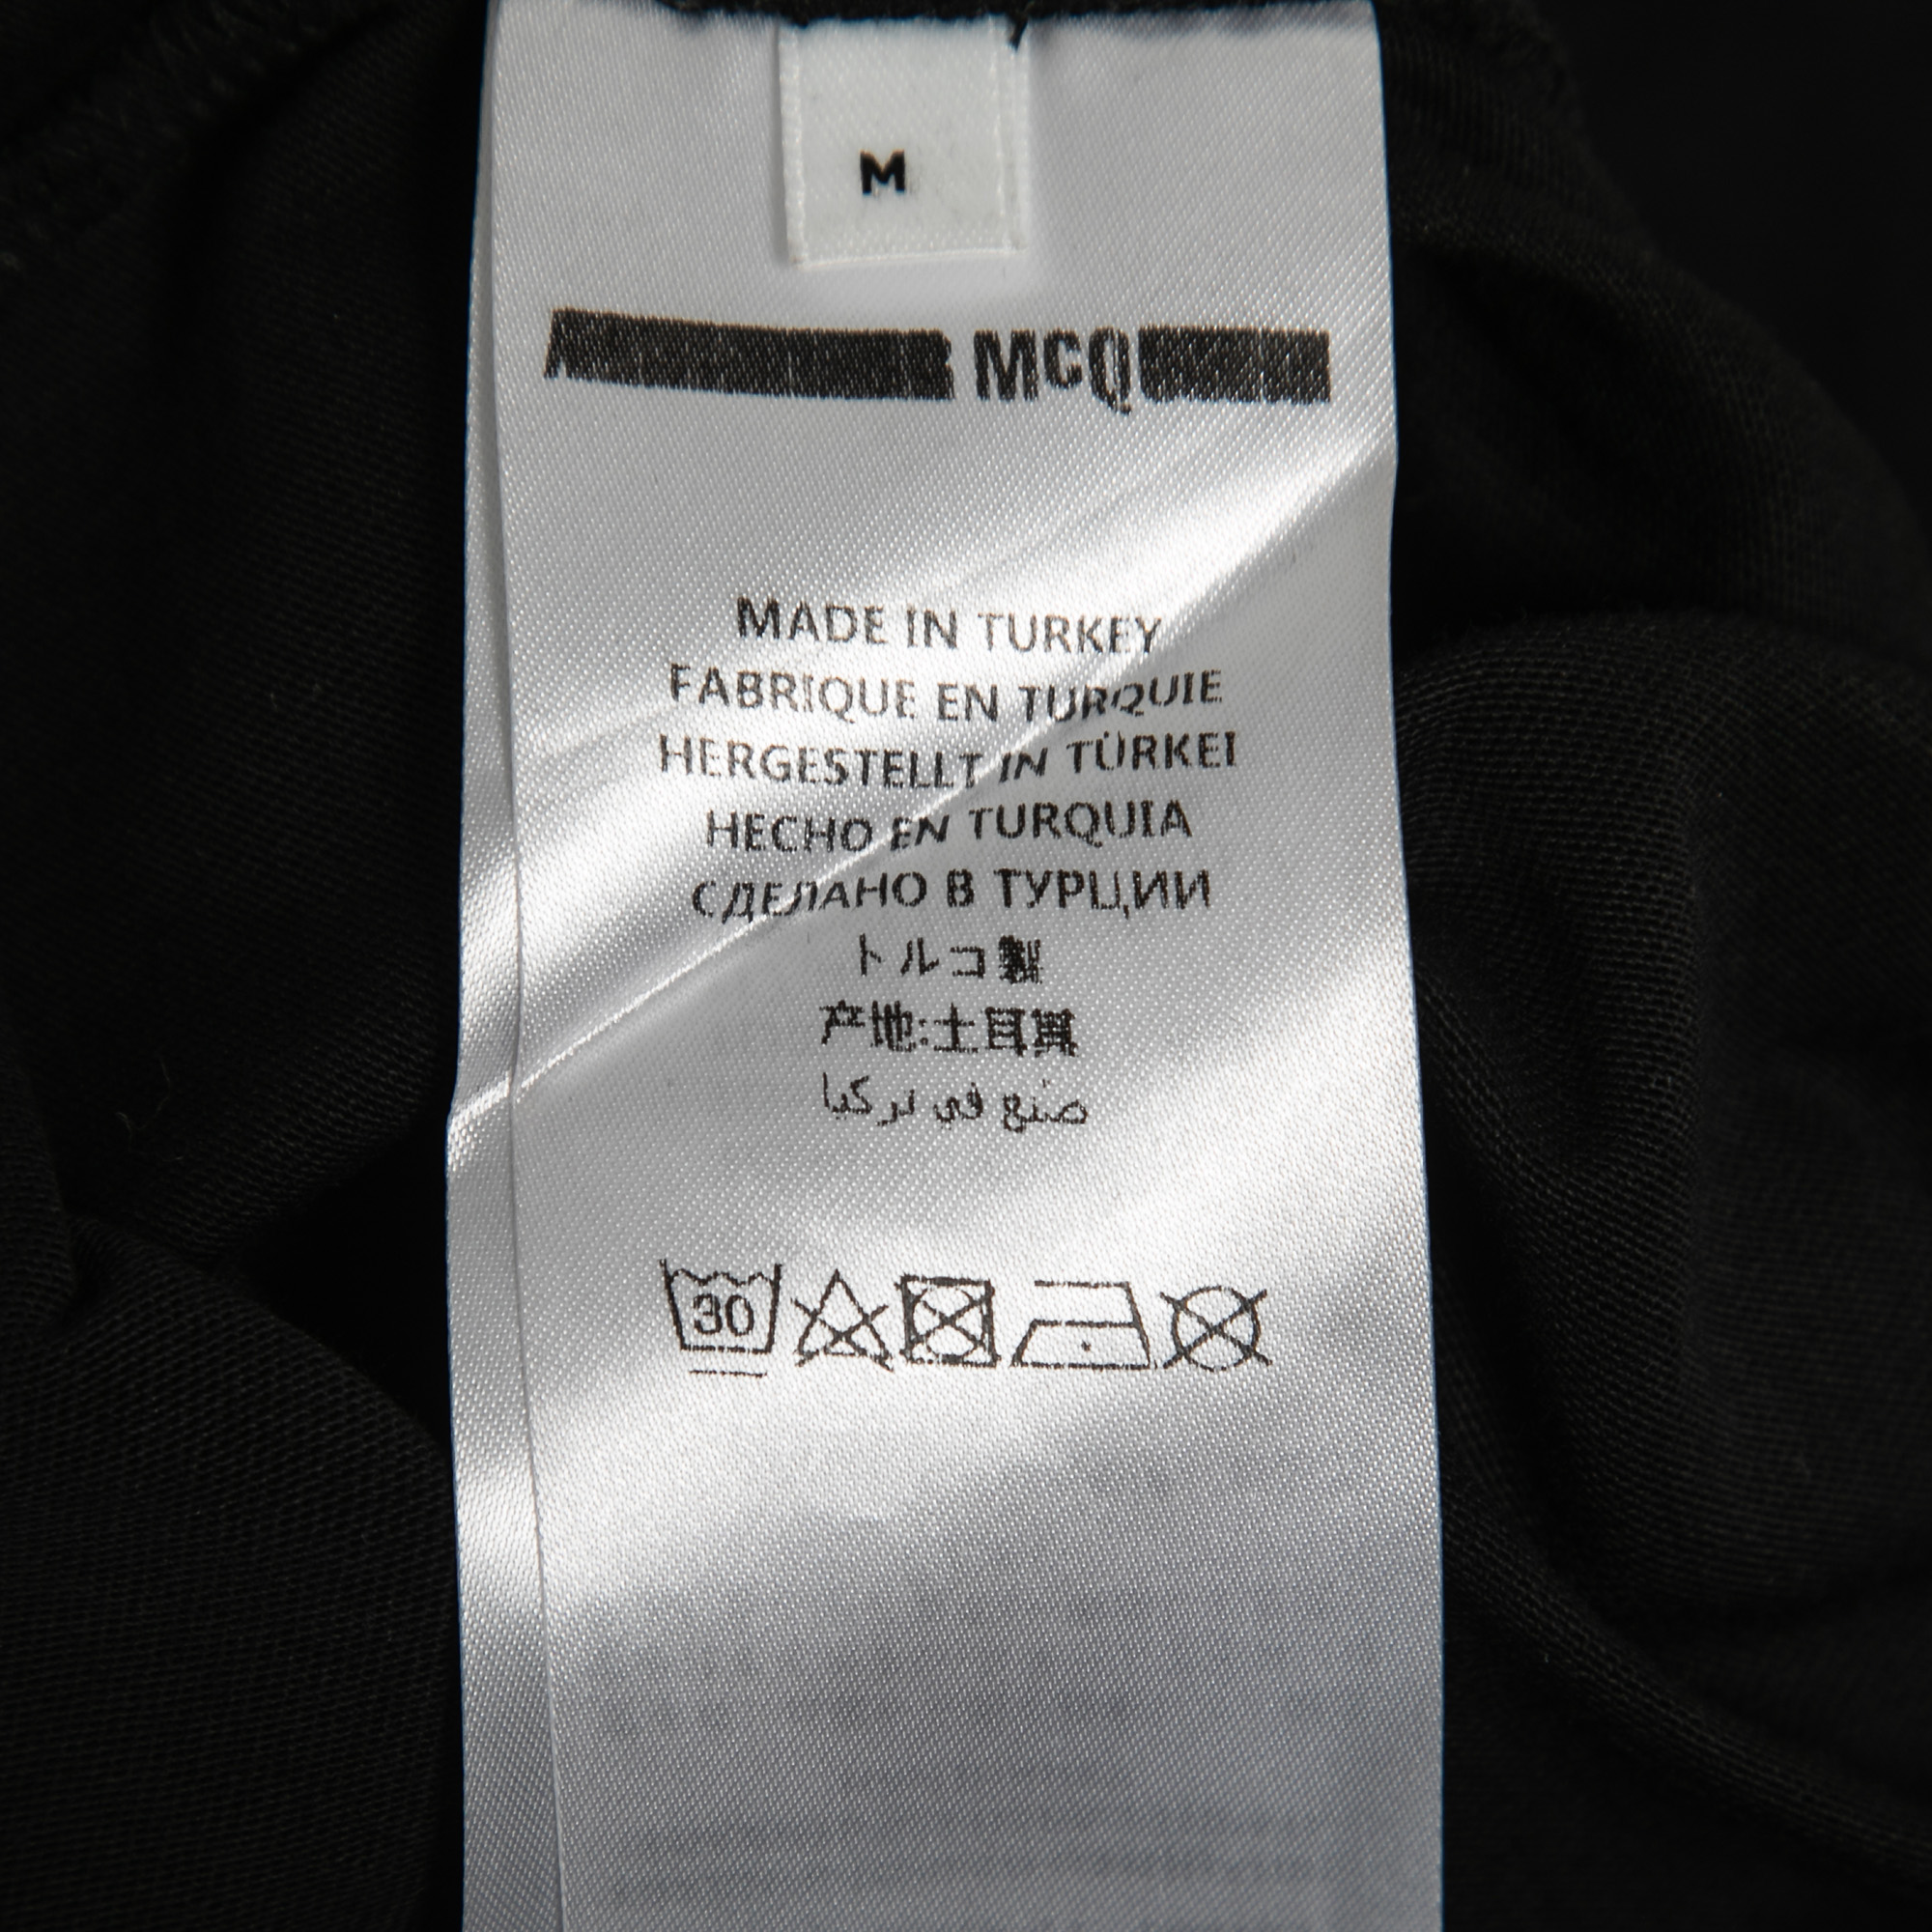 M
McQ
MADE IN TURKEY
FABRIQUE EN TURQUIE
HERGESTELLT IN TÜRKEI
HECHO EN TURQUIA
СДЕЛАНО В ТУРЦИИ
トルコ製
产地:土耳其
صنع في تركيا
30